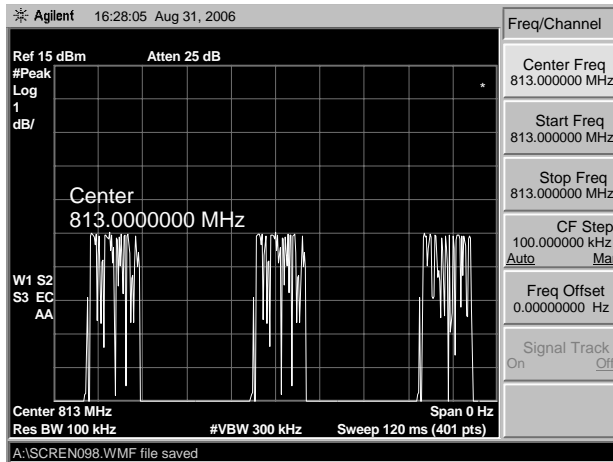 Agilent 16:28:05 Aug 31, 2006
Freq/Channel
Ref 15 dBm Atten 25 dB
#Peak
Log
1
dB/
*
Center
813.0000000 MHz
W1 S2
S3 EC
AA
Center 813 MHz Span 0 Hz
Res BW 100 kHz #VBW 300 kHz Sweep 120 ms (401 pts)
A:\SCREN098.WMF file saved
Center Freq
813.000000 MHz
Start Freq
813.000000 MHz
Stop Freq
813.000000 MHz
CF Step
100.000000 kHz
Auto Ma
Freq Offset
0.00000000 Hz
Signal Track
On Off